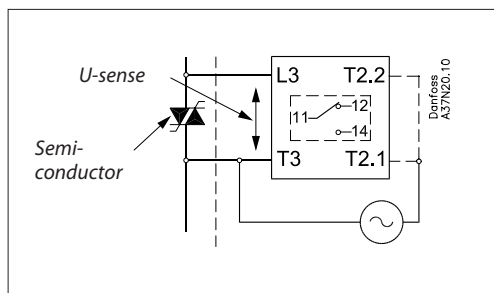 U-sense
Semi-
conductor
L3 T2.2
11 12
14
T3 T2.1
Danfoss
A37N20.10